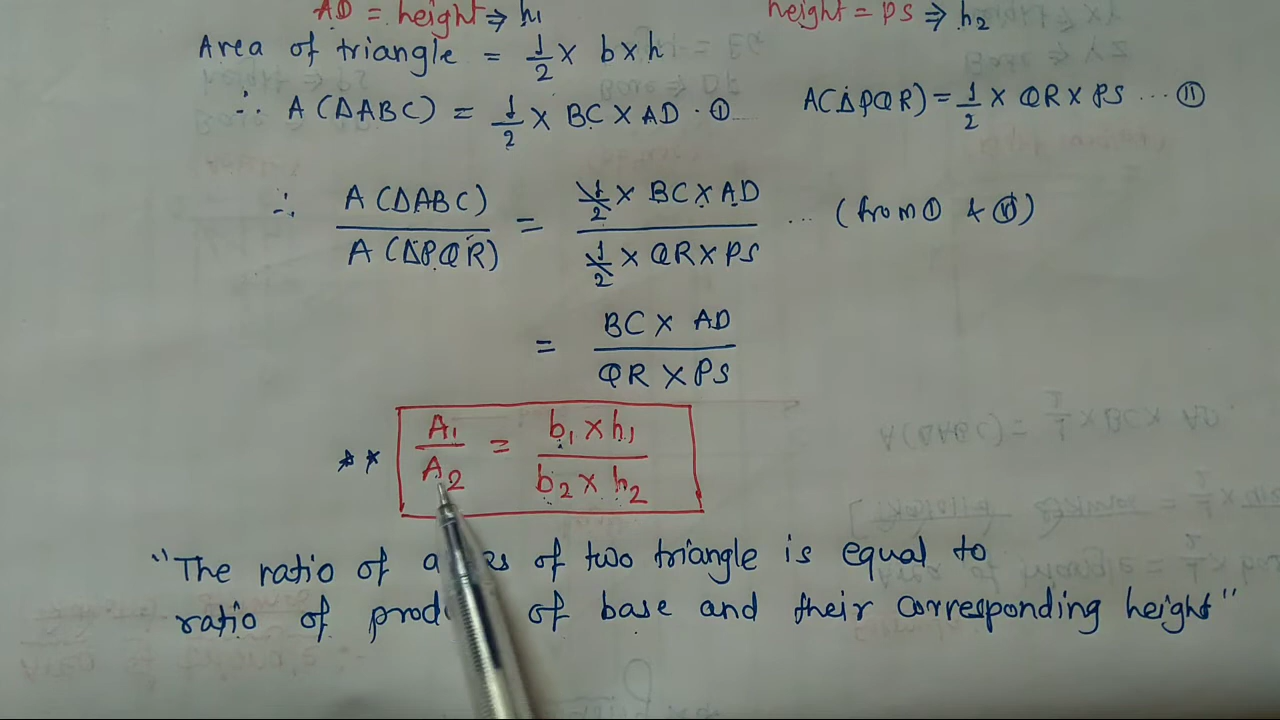 AD = height ⇒ h₁ height = PS ⇒ h₂
Area of triangle = 1/2 × b × h
∴ A (ΔABC) = 1/2 × BC × AD . ① A(ΔPQR) = 1/2 × QR × PS ... ⑪
∴ A (ΔABC) / A (ΔPQR) = 1/2 × BC × AD / 1/2 × QR × PS ... (from ① & ⑪)
= BC × AD / QR × PS
** A₁ / A₂ = b₁ × h₁ / b₂ × h₂
"The ratio of of two triangle is equal to
ratio of of base and their corresponding height"